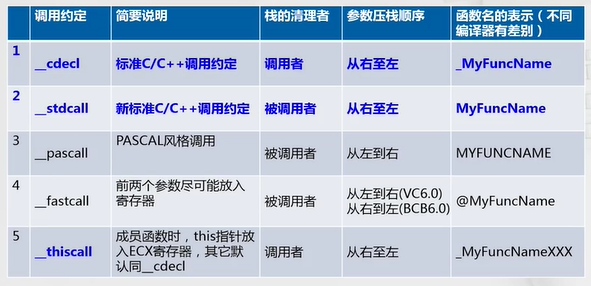 调用约定 简要说明 栈的清理者 参数压栈顺序 函数名的表示（不同
编译器有差别）
1 __cdecl 标准C/C++调用约定 调用者 从右至左 _MyFuncName
2 __stdcall 新标准C/C++调用约定 被调用者 从右至左 MyFuncName
3 __pascall PASCAL风格调用 被调用者 从左到右 MYFUNCNAME
4 __fastcall 前两个参数尽可能放入
寄存器 被调用者 从左到右(VC6.0)
从右到左(BCB6.0) @MyFuncName
5 __thiscall 成员函数时，this指针放
入ECX寄存器，其它默
认同__cdecl 调用者 从右至左 _MyFuncNameXXX